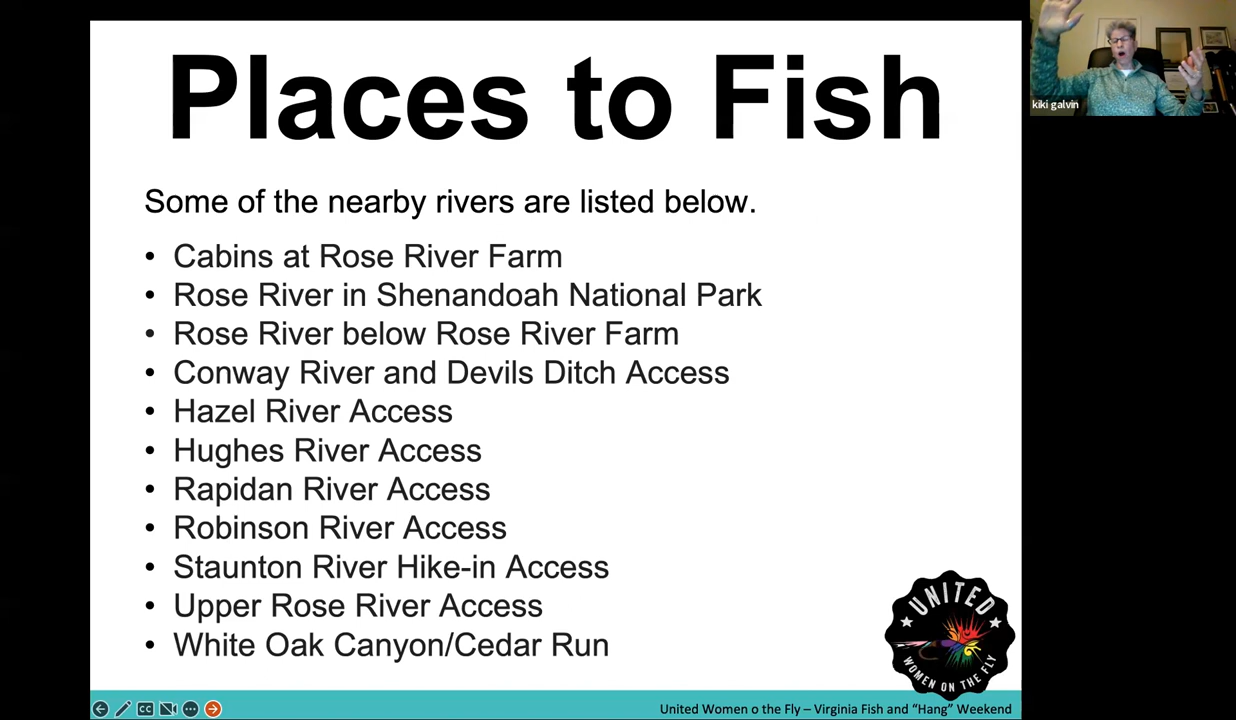 Places to Fish
kiki galvin
Some of the nearby rivers are listed below.
• Cabins at Rose River Farm
• Rose River in Shenandoah National Park
• Rose River below Rose River Farm
• Conway River and Devils Ditch Access
• Hazel River Access
• Hughes River Access
• Rapidan River Access
• Robinson River Access
• Staunton River Hike-in Access
• Upper Rose River Access
• White Oak Canyon/Cedar Run
UNITED
WOMEN ON THE FLY
CC
United Women o the Fly – Virginia Fish and “Hang” Weekend